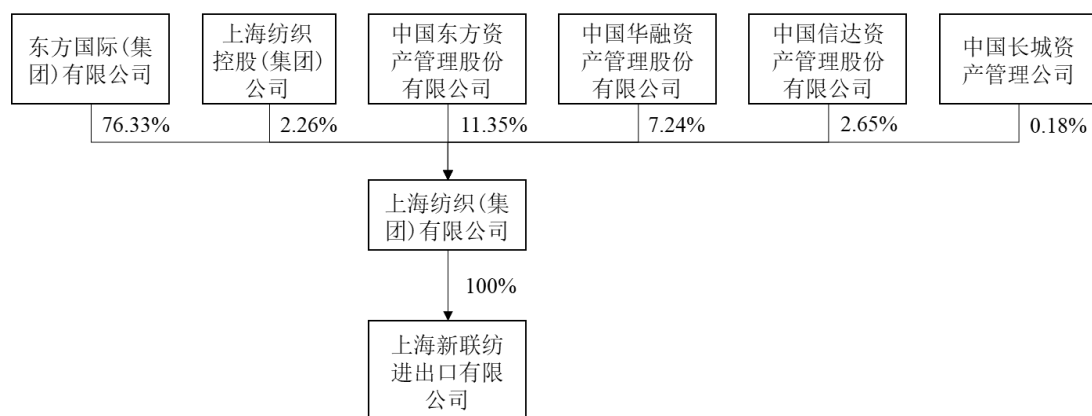 东方国际(集
团)有限公司
上海纺织
控股(集团)
公司
中国东方资
产管理股份
有限公司
中国华融资
产管理股份
有限公司
中国信达资
产管理股份
有限公司
中国长城资
产管理公司
76.33%
2.26%
11.35%
7.24%
2.65%
0.18%
上海纺织(集
团)有限公司
100%
上海新联纺
进出口有限
公司